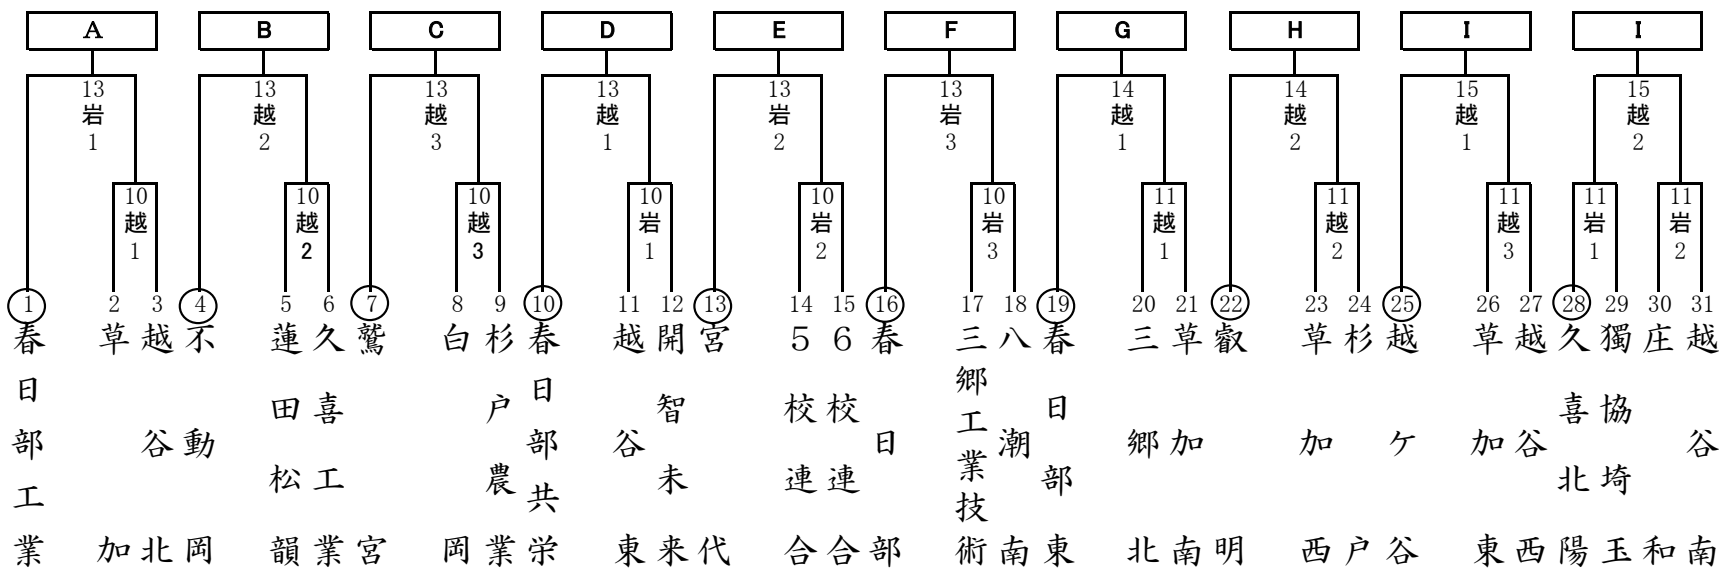 A B C D E F G H I I
13 13 13 13 13 13 14 14 15 15
岩 越 越 越 岩 岩 越 越 越 越
1 2 3 1 2 3 1 2 1 2
10 10 10 10 10 10 11 11 11 11 11
越 越 越 岩 岩 岩 越 越 越 岩 岩
1 2 3 1 2 3 1 2 3 1 2
1 2 3 4 5 6 7 8 9 10 11 12 13 14 15 16 17 18 19 20 21 22 23 24 25 26 27 28 29 30 31
春日部工業
草加
越谷北
不動岡
蓮田松韻
久喜工業
鷲宮
白岡
杉戸農業
春日部共栄
越谷東
開智未来
宮代
5校連合
6校連合
春日部
三郷工業技術
八潮南
春日部東
三郷北
草加南
叡明
草加西
杉戸
越ケ谷
草加東
越谷西
久喜北陽
獨協埼玉
庄和
越谷南